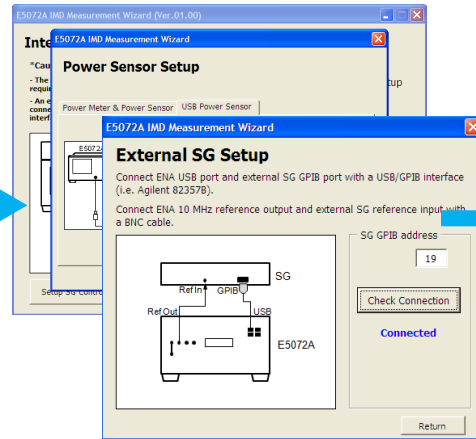 E5072A IMD Measurement Wizard (Ver.01.00)
Inte
*Cau
- The
requir
- An e
conne
interf
tup
Setup SG Contro
E5072A IMD Measurement Wizard
Power Sensor Setup
Power Meter & Power Sensor USB Power Sensor
E5072A
E5072A IMD Measurement Wizard
External SG Setup
Connect ENA USB port and external SG GPIB port with a USB/GPIB interface
(i.e. Agilent 82357B).
Connect ENA 10 MHz reference output and external SG reference input with
a BNC cable.
SG GPIB address
19
Check Connection
Connected
SG
Ref In GPIB
Ref Out USB
E5072A
Return